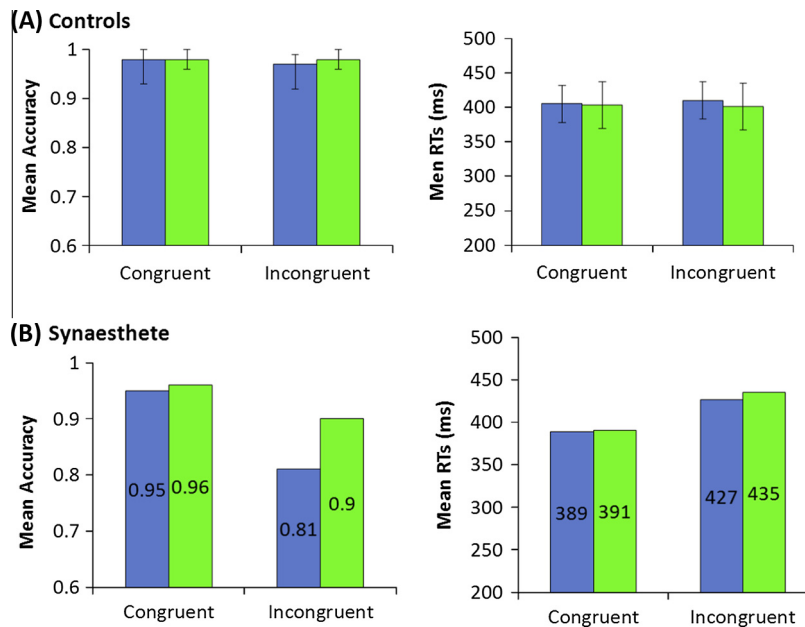 (A) Controls
Mean Accuracy
1
0.9
0.8
0.7
0.6
Congruent
Incongruent
Men RTs (ms)
500
450
400
350
300
250
200
Congruent
Incongruent
(B) Synaesthete
Mean Accuracy
1
0.9
0.8
0.7
0.6
0.95
0.96
0.81
0.9
Congruent
Incongruent
Mean RTs (ms)
500
450
400
350
300
250
200
389
391
427
435
Congruent
Incongruent